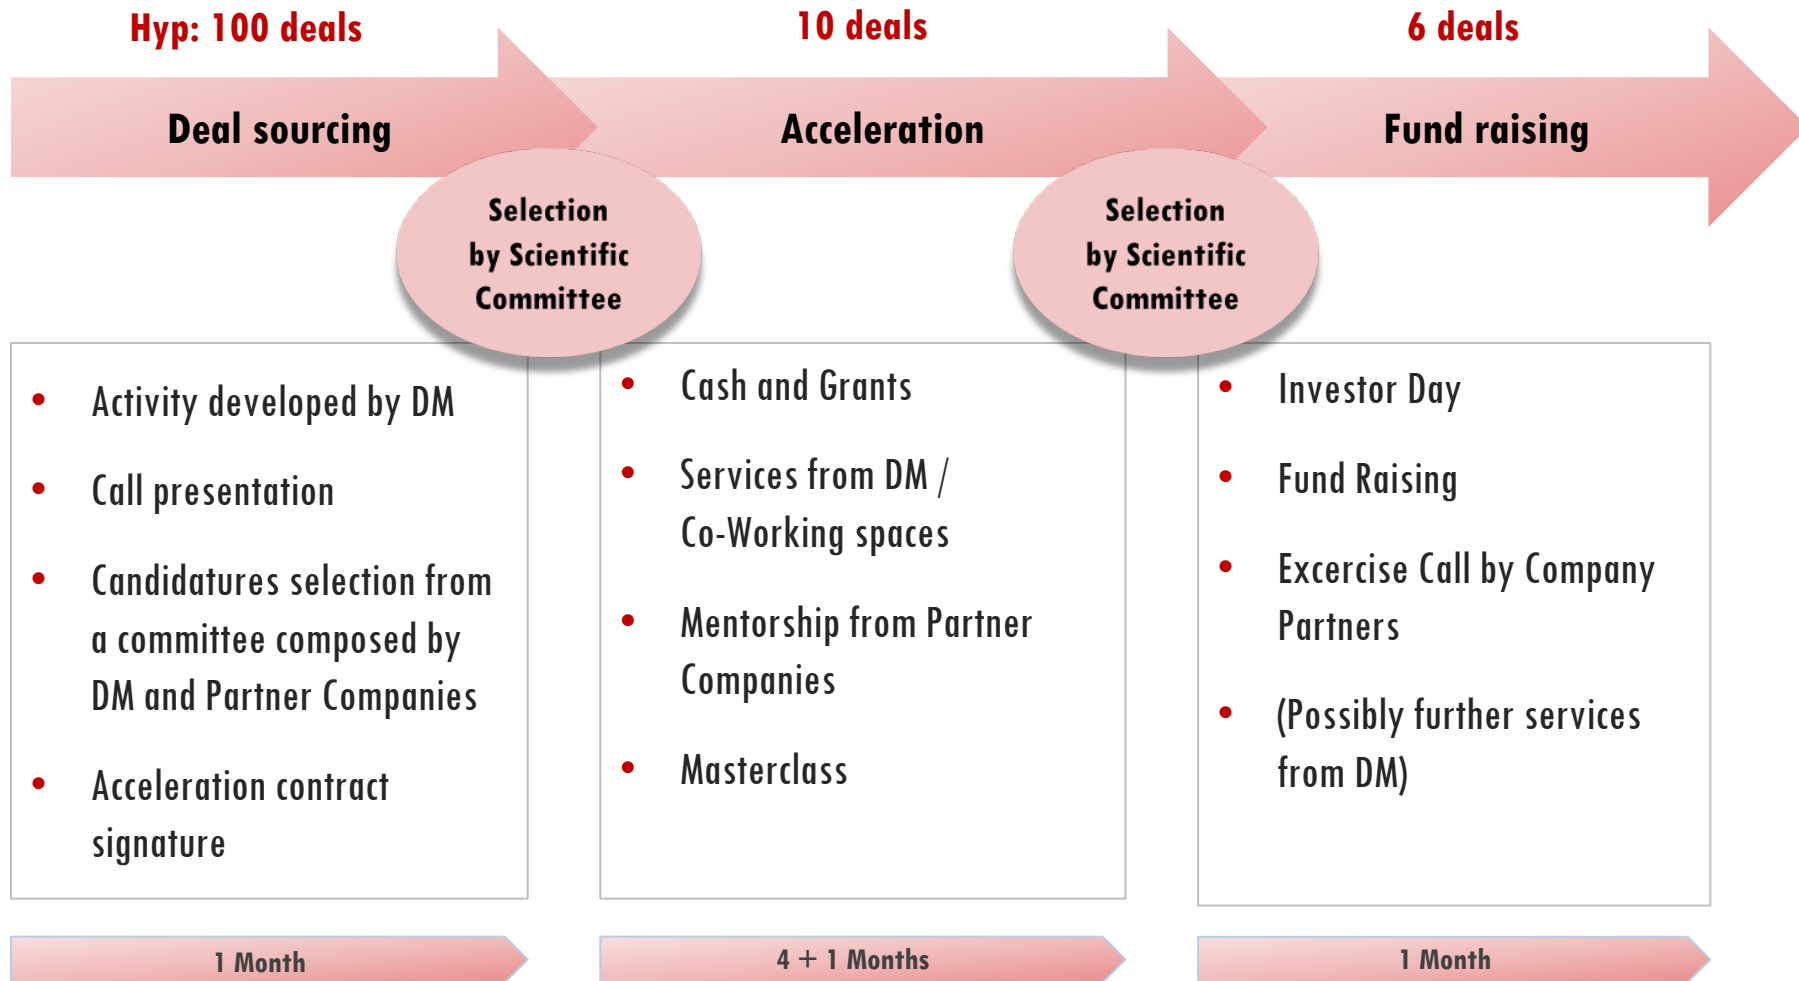 Hyp: 100 deals
10 deals
6 deals
Deal sourcing
Acceleration
Fund raising
Selection
by Scientific
Committee
Selection
by Scientific
Committee
• Activity developed by DM
• Call presentation
• Candidatures selection from
a committee composed by
DM and Partner Companies
• Acceleration contract
signature
• Cash and Grants
• Services from DM /
Co-Working spaces
• Mentorship from Partner
Companies
• Masterclass
• Investor Day
• Fund Raising
• Excercise Call by Company
Partners
• (Possibly further services
from DM)
1 Month
4 + 1 Months
1 Month